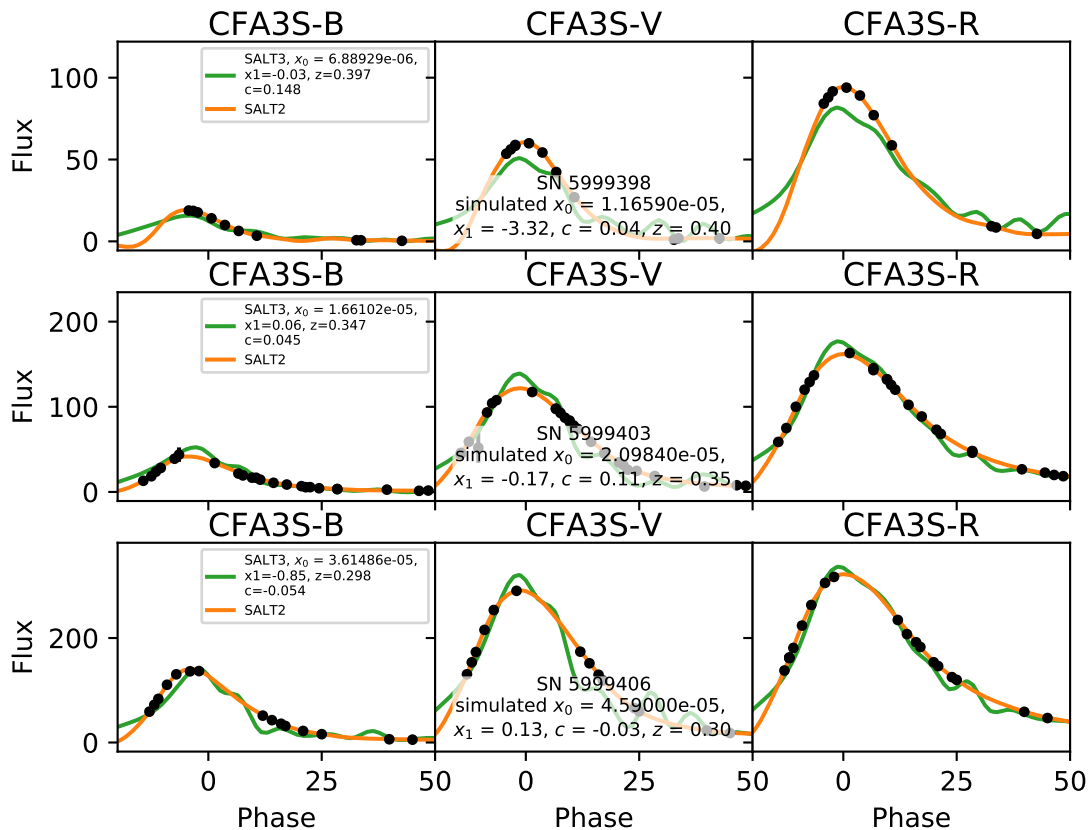 CFA3S-B CFA3S-V CFA3S-R
Flux
100
50
0
SALT3, x₀ = 6.88929e-06,
x1=-0.03, z=0.397
c=0.148
SALT2
SN 5999398
simulated x₀ = 1.16590e-05,
x₁ = -3.32, c = 0.04, z = 0.40
CFA3S-B CFA3S-V CFA3S-R
Flux
200
100
0
SALT3, x₀ = 1.66102e-05,
x1=0.06, z=0.347
c=0.045
SALT2
SN 5999403
simulated x₀ = 2.09840e-05,
x₁ = -0.17, c = 0.11, z = 0.35
CFA3S-B CFA3S-V CFA3S-R
Flux
200
0
SALT3, x₀ = 3.61486e-05,
x1=-0.85, z=0.298
c=-0.054
SALT2
SN 5999406
simulated x₀ = 4.59000e-05,
x₁ = 0.13, c = -0.03, z = 0.30
0 25 50 0 25 50 0 25 50
Phase Phase Phase